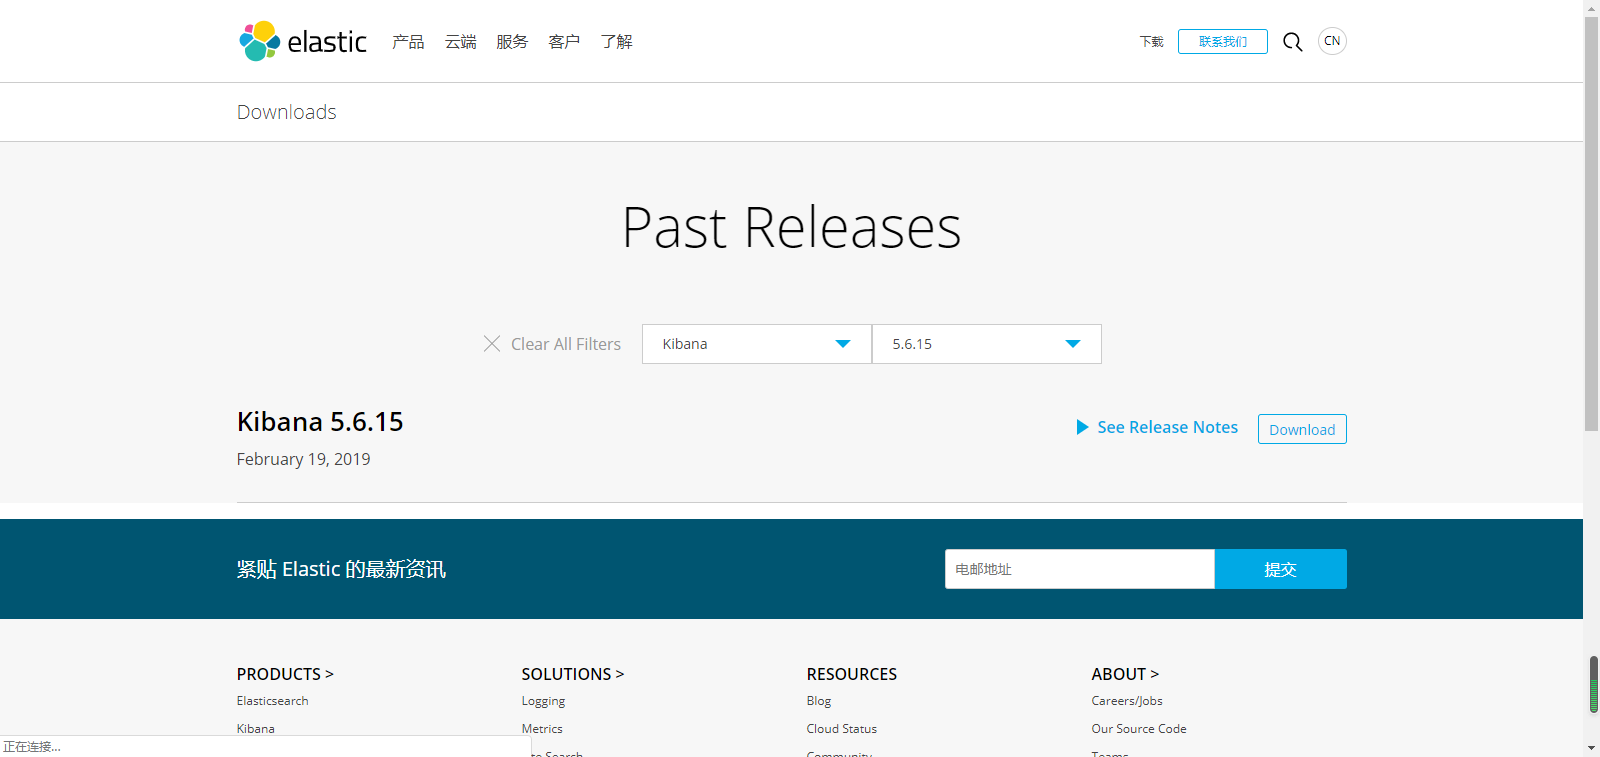 elastic 产品 云端 服务 客户 了解 下载 联系我们 CN
Downloads
Past Releases
Clear All Filters Kibana 5.6.15
Kibana 5.6.15 See Release Notes Download
February 19, 2019
紧贴 Elastic 的最新资讯 电邮地址 提交
PRODUCTS > SOLUTIONS > RESOURCES ABOUT >
Elasticsearch Logging Blog Careers/Jobs
Kibana Metrics Cloud Status Our Source Code
正在连接... Search Community Teams